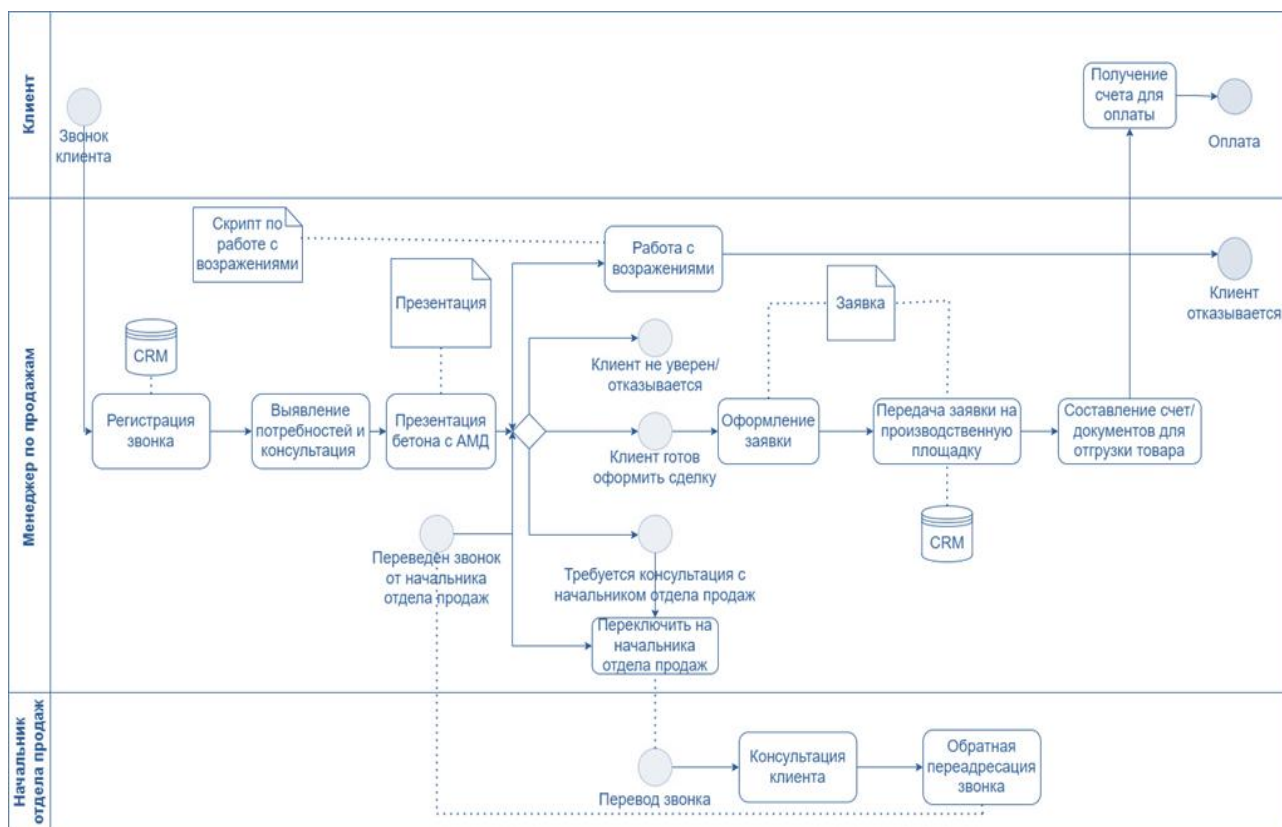 Клиент
Звонок
клиента
Получение
счета для
оплаты
Оплата
Менеджер по продажам
Скрипт по
работе с
возражениями
Работа с
возражениями
Презентация
Заявка
Клиент
отказывается
CRM
Клиент не уверен/
отказывается
Регистрация
звонка
Выявление
потребностей и
консультация
Презентация
бетона с АМД
Клиент готов
оформить сделку
Оформление
заявки
Передача заявки на
производственную
площадку
Составление счет/
документов для
отгрузки товара
CRM
Переведен звонок
от начальника
отдела продаж
Требуется консультация с
начальником отдела продаж
Переключить на
начальника
отдела продаж
Начальник
отдела продаж
Перевод звонка
Консультация
клиента
Обратная
переадресация
звонка